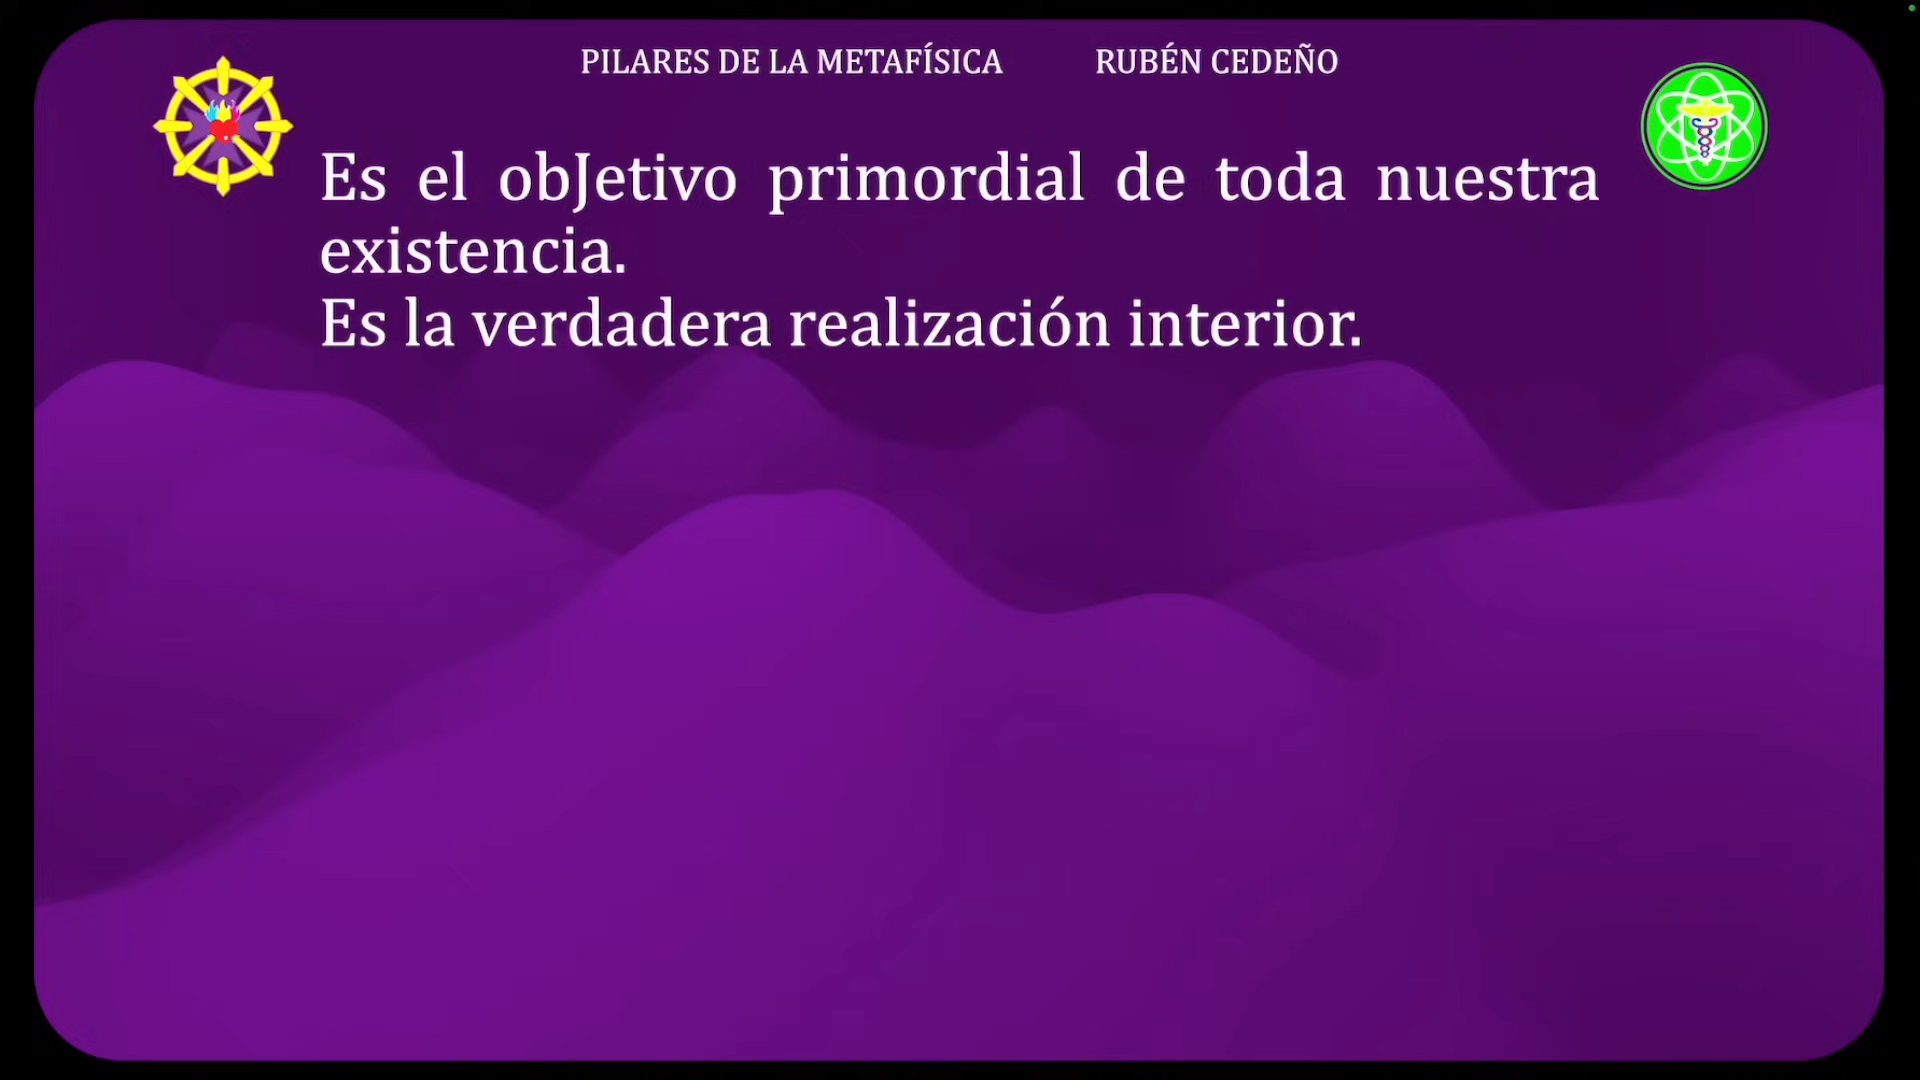 PILARES DE LA METAFÍSICA RUBÉN CEDEÑO
Es el obJetivo primordial de toda nuestra
existencia.
Es la verdadera realización interior.